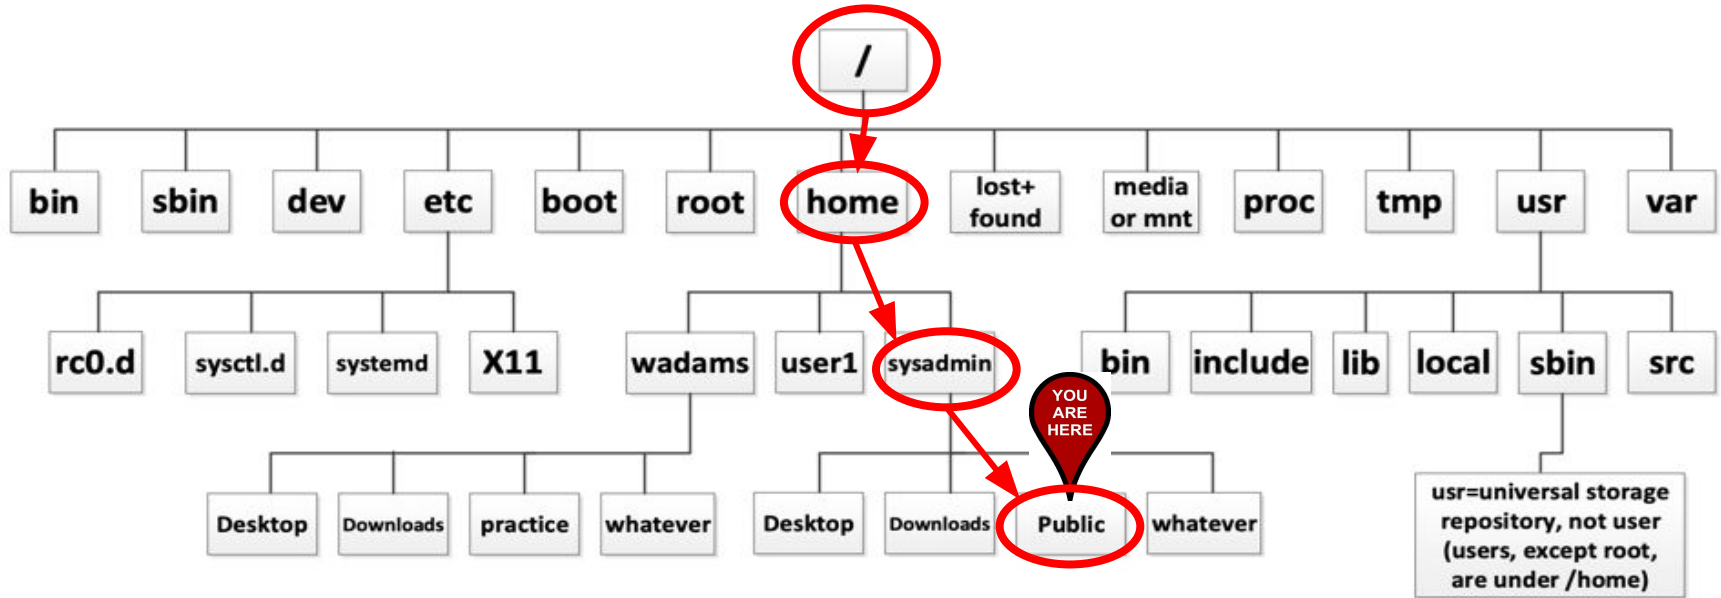 /
bin
sbin
dev
etc
boot
root
home
lost+
found
media
or mnt
proc
tmp
usr
var
rc0.d
sysctl.d
systemd
X11
wadams
user1
sysadmin
bin
include
lib
local
sbin
src
YOU
ARE
HERE
Desktop
Downloads
practice
whatever
Desktop
Downloads
Public
whatever
usr=universal storage
repository, not user
(users, except root,
are under /home)